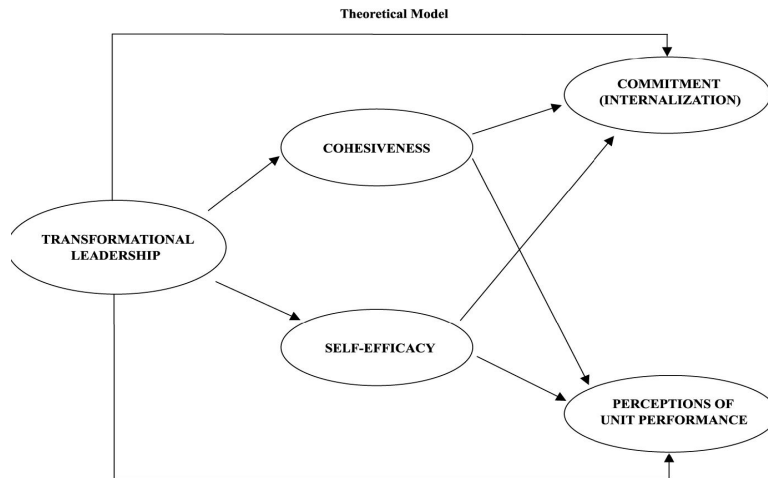 Theoretical Model
COMMITMENT
(INTERNALIZATION)
COHESIVENESS
TRANSFORMATIONAL
LEADERSHIP
SELF-EFFICACY
PERCEPTIONS OF
UNIT PERFORMANCE